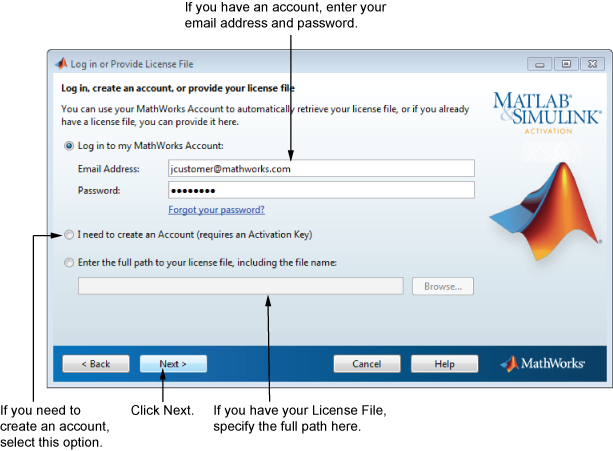 If you have an account, enter your
email address and password.
Log in or Provide License File
Log in, create an account, or provide your license file
You can use your MathWorks Account to automatically retrieve your license file, or if you already
have a license file, you can provide it here.
MATLAB®
&SIMULINK®
ACTIVATION
Log in to my MathWorks Account:
Email Address: jcustomer@mathworks.com
Password: ••••••••
Forgot your password?
I need to create an Account (requires an Activation Key)
Enter the full path to your license file, including the file name:
Browse...
< Back Next > Cancel Help MathWorks®
If you need to
create an account,
select this option.
Click Next.
If you have your License File,
specify the full path here.